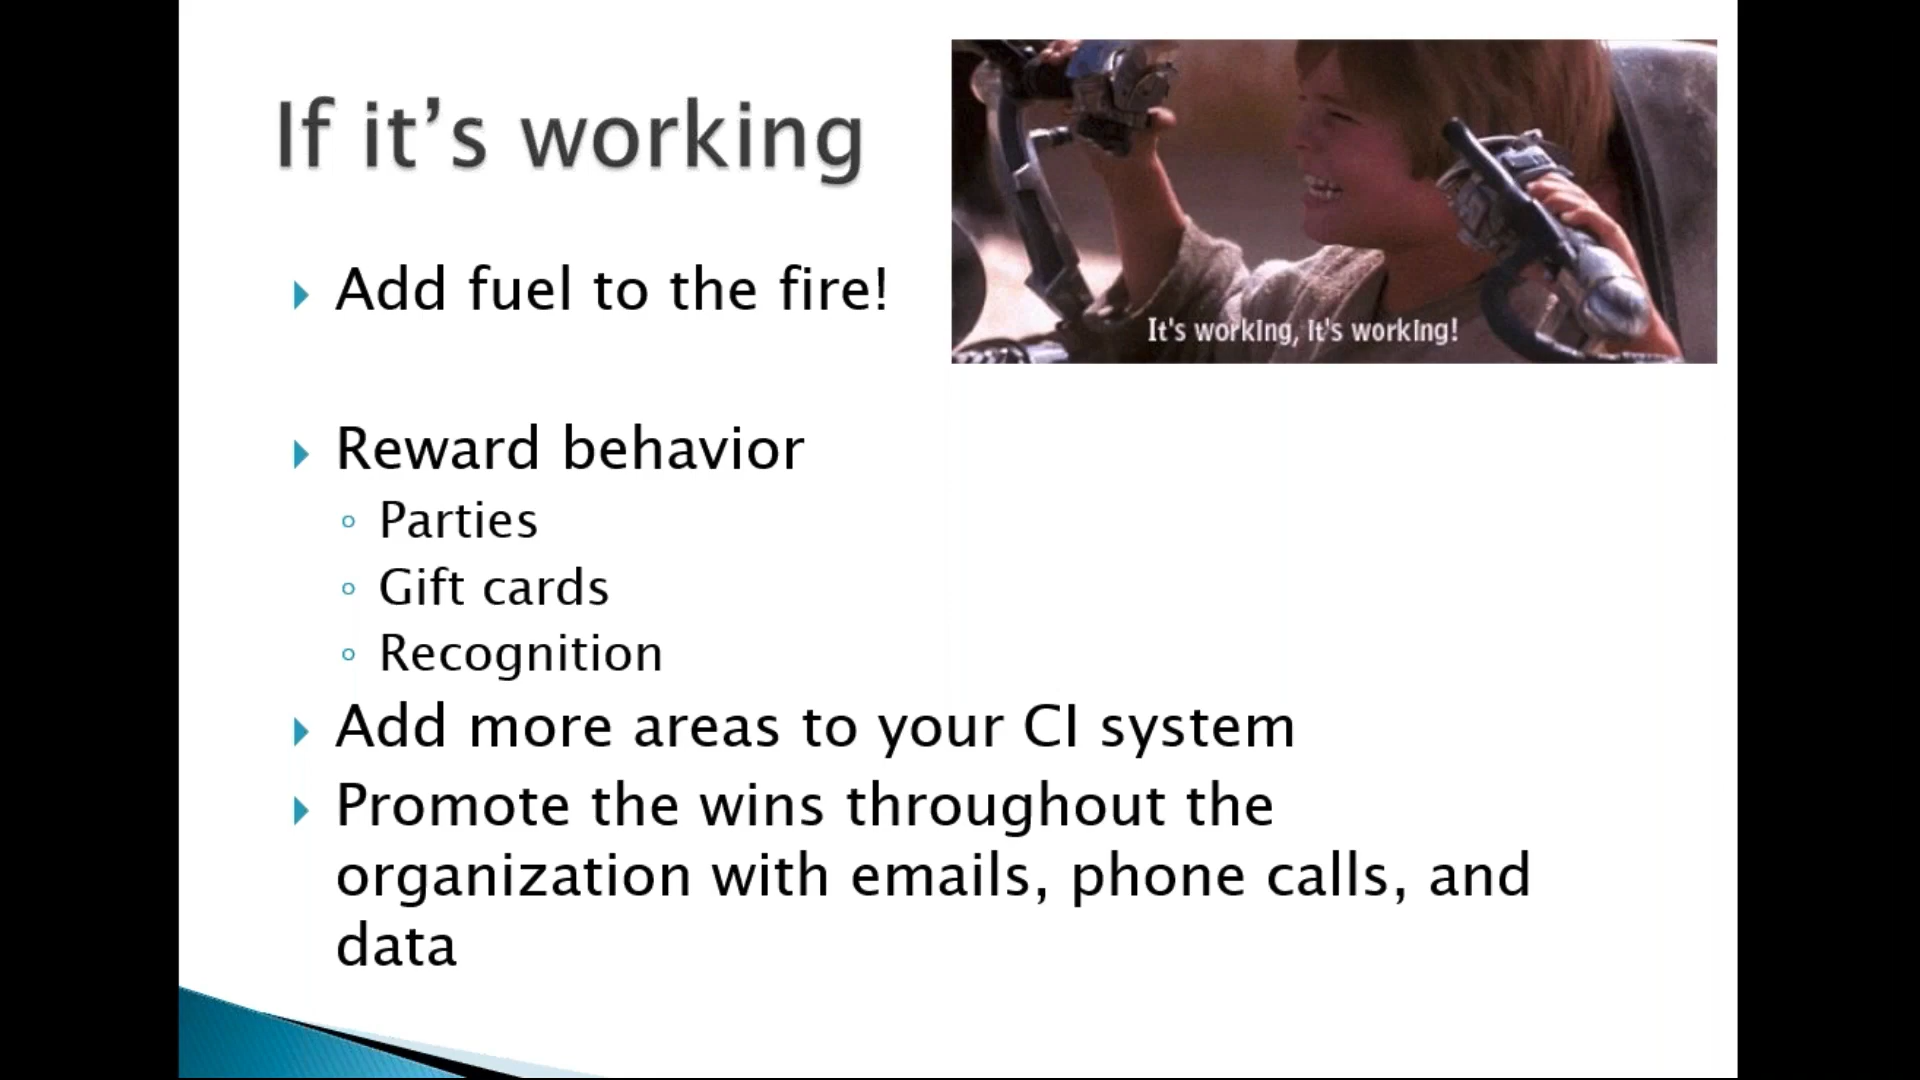 If it’s working
It's working, it's working!
Add fuel to the fire!
Reward behavior
Parties
Gift cards
Recognition
Add more areas to your CI system
Promote the wins throughout the
organization with emails, phone calls, and
data